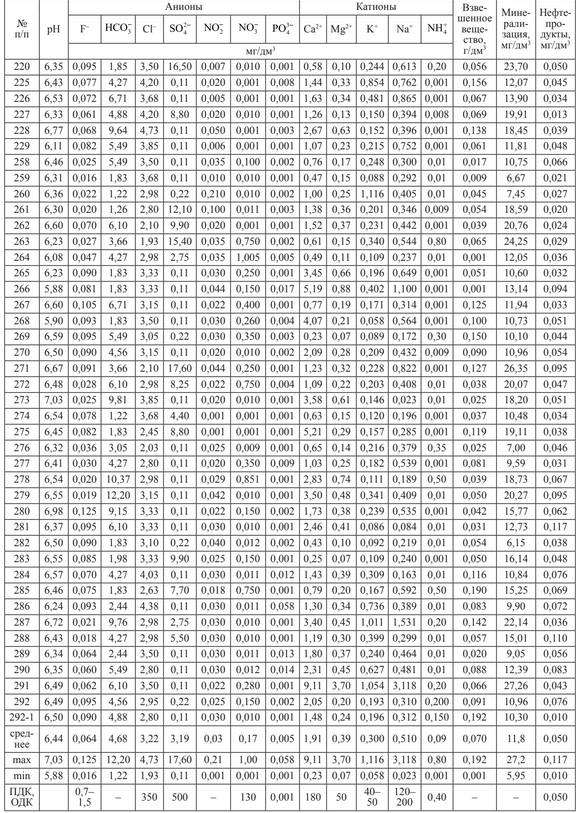 № п/п pH Анионы Катионы Взве-шенное веще-ство, г/дм³ Мине-рали-зация, мг/дм³ Нефте-про-дукты, мг/дм³
F⁻ HCO₃⁻ Cl⁻ SO₄²⁻ NO₂⁻ NO₃⁻ PO₄³⁻ Ca²⁺ Mg²⁺ K⁺ Na⁺ NH₄⁺
мг/дм³
220 6,35 0,095 1,85 3,50 16,50 0,007 0,010 0,001 0,58 0,10 0,244 0,613 0,20 0,056 23,70 0,050
225 6,43 0,077 4,27 4,20 0,11 0,020 0,001 0,008 1,44 0,33 0,854 0,762 0,001 0,156 12,07 0,045
226 6,53 0,072 6,71 3,68 0,11 0,005 0,001 0,001 1,63 0,34 0,481 0,865 0,001 0,067 13,90 0,034
227 6,33 0,061 4,88 4,20 8,80 0,020 0,010 0,001 1,26 0,13 0,150 0,394 0,008 0,069 19,91 0,013
228 6,77 0,068 9,64 4,73 0,11 0,050 0,001 0,003 2,67 0,63 0,152 0,396 0,001 0,138 18,45 0,039
229 6,11 0,082 5,49 3,85 0,11 0,006 0,001 0,001 1,07 0,23 0,215 0,752 0,001 0,061 11,81 0,048
258 6,46 0,025 5,49 3,50 0,11 0,035 0,100 0,002 0,76 0,17 0,248 0,300 0,01 0,017 10,75 0,066
259 6,31 0,016 1,83 3,68 0,11 0,010 0,010 0,001 0,47 0,15 0,088 0,292 0,01 0,009 6,67 0,021
260 6,36 0,022 1,22 2,98 0,22 0,210 0,010 0,002 1,00 0,25 1,116 0,405 0,01 0,045 7,45 0,027
261 6,30 0,020 1,26 2,80 12,10 0,100 0,011 0,003 1,38 0,36 0,201 0,346 0,009 0,054 18,59 0,020
262 6,60 0,070 6,10 2,10 9,90 0,020 0,001 0,001 1,52 0,37 0,231 0,442 0,001 0,039 20,76 0,024
263 6,23 0,027 3,66 1,93 15,40 0,035 0,750 0,002 0,61 0,15 0,340 0,544 0,80 0,065 24,25 0,029
264 6,08 0,047 4,27 2,98 2,75 0,035 1,005 0,005 0,49 0,11 0,109 0,237 0,01 0,001 12,05 0,036
265 6,23 0,090 1,83 3,33 0,11 0,030 0,250 0,001 3,45 0,66 0,196 0,649 0,001 0,051 10,60 0,032
266 5,88 0,081 1,83 3,33 0,11 0,044 0,150 0,017 5,19 0,88 0,402 1,100 0,001 0,001 13,14 0,094
267 6,60 0,105 6,71 3,15 0,11 0,022 0,400 0,001 0,77 0,19 0,171 0,314 0,001 0,125 11,94 0,033
268 5,90 0,093 1,83 3,50 0,11 0,030 0,260 0,004 4,07 0,21 0,058 0,564 0,001 0,100 10,73 0,051
269 6,59 0,095 5,49 3,05 0,22 0,030 0,350 0,003 0,23 0,07 0,089 0,172 0,30 0,150 10,10 0,044
270 6,50 0,090 4,56 3,15 0,11 0,020 0,010 0,002 2,09 0,28 0,209 0,432 0,009 0,090 10,96 0,054
271 6,67 0,091 3,66 2,10 17,60 0,044 0,250 0,001 1,23 0,32 0,228 0,822 0,001 0,127 26,35 0,095
272 6,48 0,028 6,10 2,98 8,25 0,022 0,750 0,004 1,09 0,22 0,203 0,408 0,01 0,038 20,07 0,047
273 7,03 0,025 9,81 3,85 0,11 0,020 0,010 0,001 3,58 0,61 0,146 0,023 0,01 0,025 18,20 0,051
274 6,54 0,078 1,22 3,68 4,40 0,001 0,001 0,001 0,63 0,15 0,120 0,196 0,001 0,037 10,48 0,034
275 6,45 0,082 1,83 2,45 8,80 0,001 0,001 0,001 5,21 0,29 0,157 0,285 0,001 0,119 19,11 0,038
276 6,32 0,036 3,05 2,03 0,11 0,025 0,009 0,001 0,65 0,14 0,216 0,379 0,35 0,025 7,00 0,046
277 6,41 0,030 4,27 2,80 0,11 0,020 0,350 0,009 1,03 0,25 0,182 0,539 0,001 0,081 9,59 0,031
278 6,54 0,020 10,37 2,98 0,11 0,029 0,851 0,001 2,83 0,74 0,111 0,189 0,50 0,039 18,73 0,067
279 6,55 0,019 12,20 3,15 0,11 0,042 0,010 0,001 3,50 0,48 0,341 0,409 0,01 0,050 20,27 0,095
280 6,98 0,125 9,15 3,33 0,11 0,022 0,150 0,002 1,73 0,38 0,239 0,535 0,001 0,042 15,77 0,062
281 6,37 0,095 6,10 3,33 0,11 0,030 0,010 0,001 2,46 0,41 0,086 0,084 0,01 0,031 12,73 0,117
282 6,50 0,090 1,83 3,10 0,22 0,040 0,012 0,002 0,43 0,10 0,092 0,219 0,01 0,054 6,15 0,038
283 6,55 0,085 1,98 3,33 9,90 0,025 0,150 0,001 0,25 0,07 0,109 0,240 0,001 0,050 16,14 0,048
284 6,57 0,070 4,27 4,03 0,11 0,030 0,011 0,012 1,43 0,39 0,309 0,163 0,01 0,116 10,84 0,076
285 6,46 0,075 1,83 2,63 7,70 0,018 0,750 0,001 0,79 0,20 0,167 0,592 0,50 0,190 15,25 0,069
286 6,24 0,093 2,44 4,38 0,11 0,030 0,011 0,058 1,30 0,34 0,736 0,389 0,01 0,083 9,90 0,072
287 6,72 0,021 9,76 2,98 2,75 0,030 0,010 0,001 3,40 0,45 1,011 1,531 0,20 0,142 22,14 0,036
288 6,43 0,018 4,27 2,98 5,50 0,030 0,010 0,001 1,19 0,30 0,399 0,299 0,01 0,057 15,01 0,110
289 6,34 0,064 2,44 3,50 0,11 0,030 0,011 0,013 1,80 0,37 0,240 0,464 0,01 0,020 9,05 0,056
290 6,35 0,060 5,49 2,80 0,11 0,030 0,012 0,014 2,31 0,45 0,627 0,481 0,01 0,088 12,39 0,083
291 6,49 0,062 6,10 3,50 0,11 0,022 0,280 0,001 9,11 3,70 1,054 3,118 0,20 0,066 27,26 0,043
292 6,49 0,095 4,56 2,95 0,22 0,025 0,150 0,002 2,05 0,20 0,193 0,310 0,200 0,091 10,96 0,076
292-1 6,50 0,090 4,88 2,80 0,11 0,030 0,010 0,001 1,48 0,24 0,196 0,312 0,150 0,192 10,30 0,010
сред-нее 6,44 0,064 4,68 3,22 3,19 0,03 0,17 0,005 1,91 0,39 0,300 0,510 0,09 0,070 11,8 0,050
max 7,03 0,125 12,20 4,73 17,60 0,21 1,00 0,058 9,11 3,70 1,116 3,118 0,80 0,192 27,2 0,117
min 5,88 0,016 1,22 1,93 0,11 0,001 0,001 0,001 0,23 0,07 0,058 0,023 0,001 0,001 5,95 0,010
ПДК, ОДК 0,7–1,5 – 350 500 – 130 0,001 180 50 40–50 120–200 0,40 – – 0,050